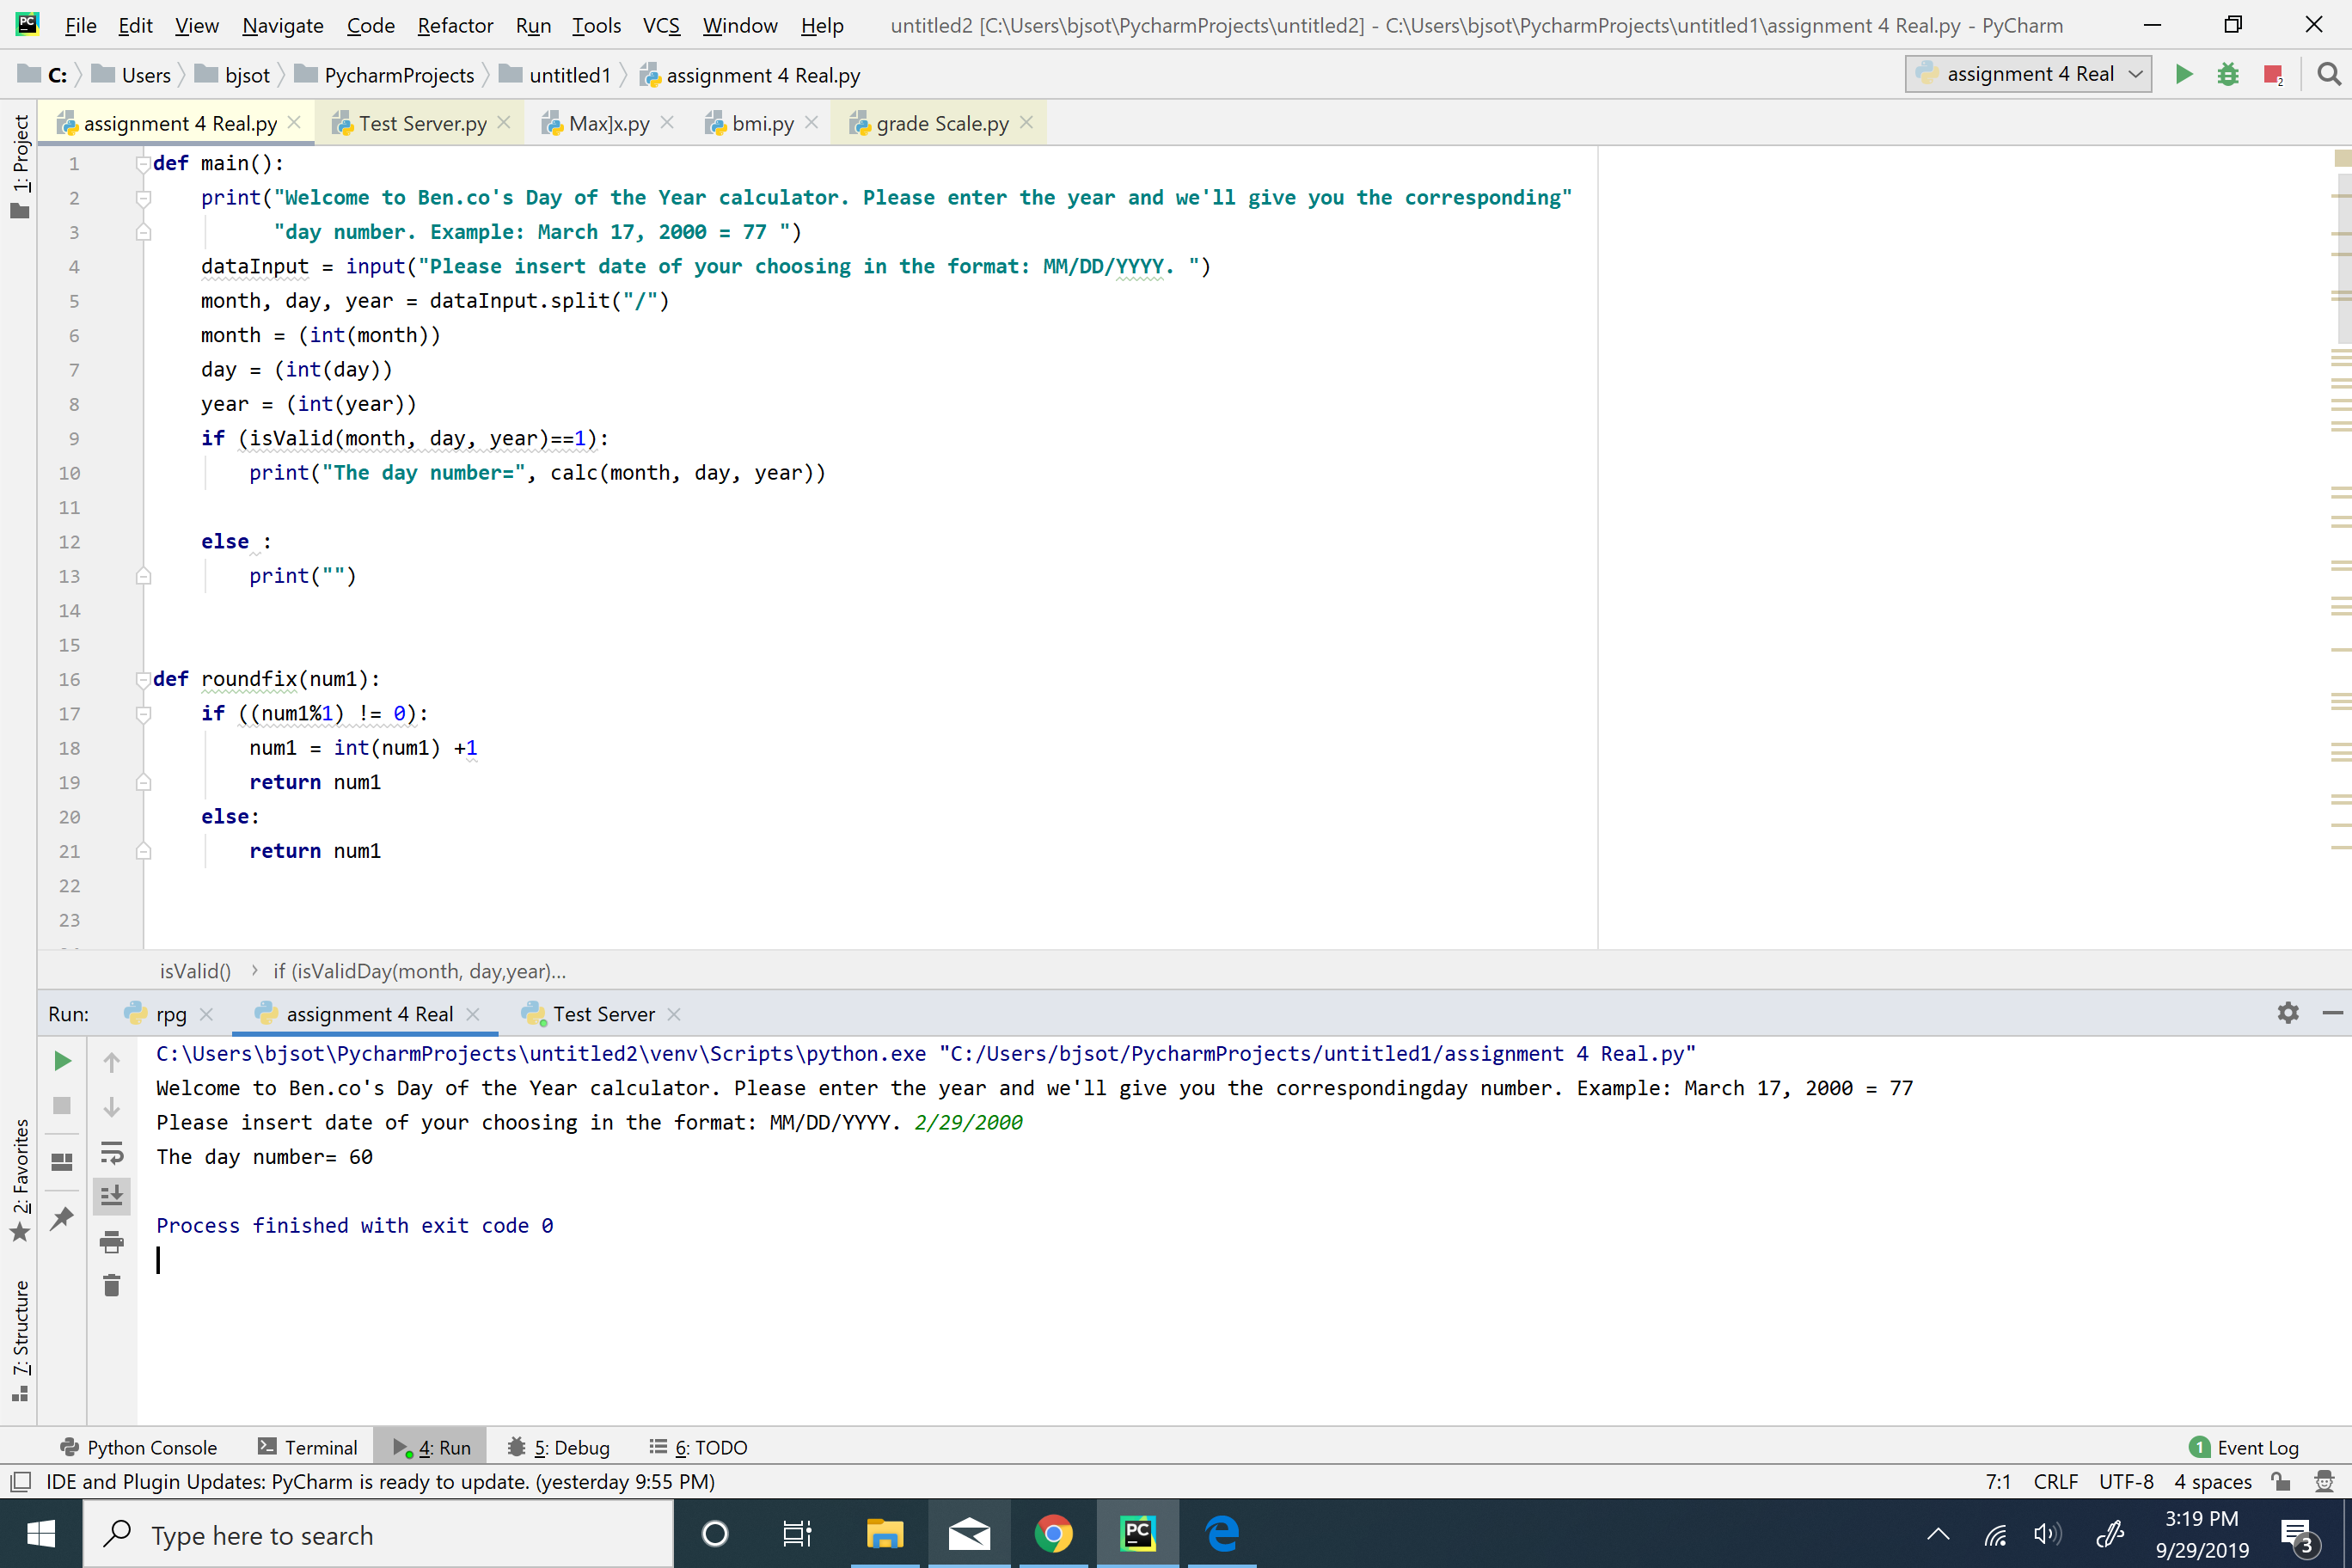 File Edit View Navigate Code Refactor Run Tools VCS Window Help untitled2 [C:\Users\bjsot\PycharmProjects\untitled2] - C:\Users\bjsot\PycharmProjects\untitled1\assignment 4 Real.py - PyCharm
C: Users bjsot PycharmProjects untitled1 assignment 4 Real.py assignment 4 Real 2
assignment 4 Real.py Test Server.py Max]x.py bmi.py grade Scale.py
1: Project
1 def main():
2     print("Welcome to Ben.co's Day of the Year calculator. Please enter the year and we'll give you the corresponding"
3           "day number. Example: March 17, 2000 = 77 ")
4     dataInput = input("Please insert date of your choosing in the format: MM/DD/YYYY. ")
5     month, day, year = dataInput.split("/")
6     month = (int(month))
7     day = (int(day))
8     year = (int(year))
9     if (isValid(month, day, year)==1):
10         print("The day number=", calc(month, day, year))
11
12     else :
13         print("")
14
15
16 def roundfix(num1):
17     if ((num1%1) != 0):
18         num1 = int(num1) +1
19         return num1
20     else:
21         return num1
22
23
isValid() › if (isValidDay(month, day,year)...
Run: rpg assignment 4 Real Test Server
C:\Users\bjsot\PycharmProjects\untitled2\venv\Scripts\python.exe "C:/Users/bjsot/PycharmProjects/untitled1/assignment 4 Real.py"
Welcome to Ben.co's Day of the Year calculator. Please enter the year and we'll give you the correspondingday number. Example: March 17, 2000 = 77
Please insert date of your choosing in the format: MM/DD/YYYY. 2/29/2000
The day number= 60
Process finished with exit code 0
2: Favorites
7: Structure
Python Console Terminal 4: Run 5: Debug 6: TODO 1 Event Log
IDE and Plugin Updates: PyCharm is ready to update. (yesterday 9:55 PM) 7:1 CRLF UTF-8 4 spaces
Type here to search PC 3:19 PM
9/29/2019 3